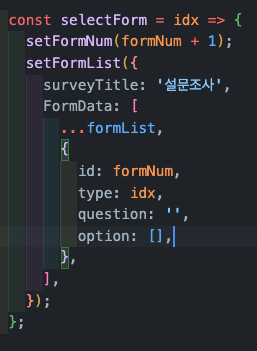 const selectForm = idx => {
  setFormNum(formNum + 1);
  setFormList({
    surveyTitle: '설문조사',
    FormData: [
      ...formList,
      {
        id: formNum,
        type: idx,
        question: '',
        option: [],
      },
    ],
  });
};